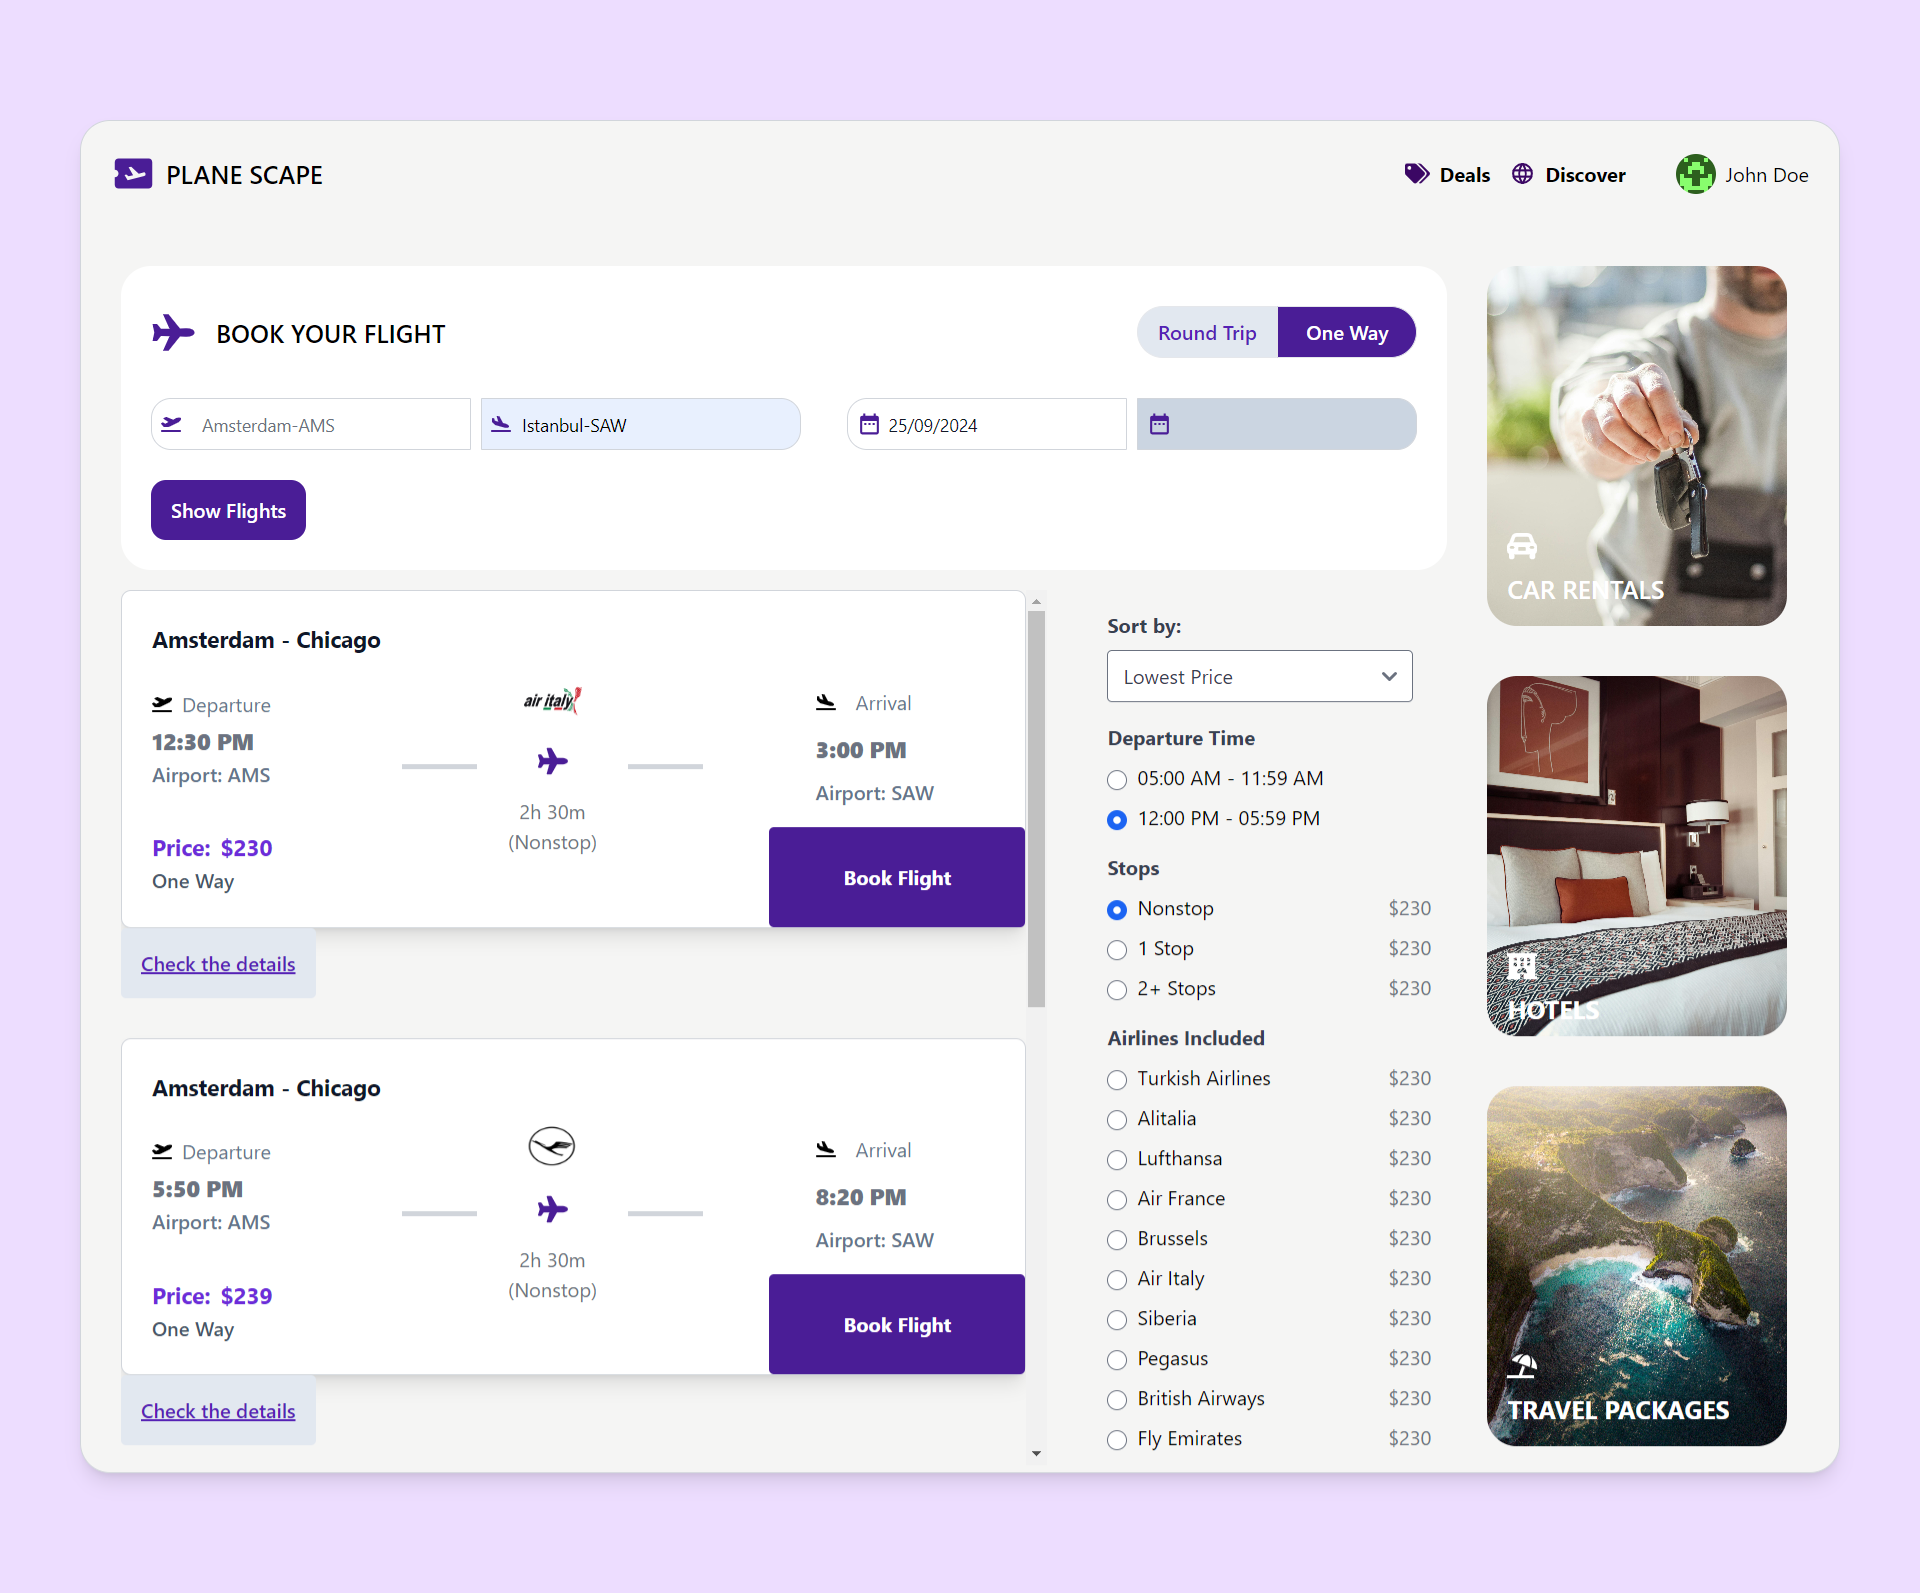 PLANE SCAPE
Deals
Discover
John Doe
BOOK YOUR FLIGHT
Round Trip
One Way
Amsterdam-AMS
Istanbul-SAW
25/09/2024
Show Flights
Amsterdam - Chicago
Departure
12:30 PM
Airport: AMS
air italy
2h 30m
(Nonstop)
Arrival
3:00 PM
Airport: SAW
Price: $230
One Way
Book Flight
Check the details
Amsterdam - Chicago
Departure
5:50 PM
Airport: AMS
2h 30m
(Nonstop)
Arrival
8:20 PM
Airport: SAW
Price: $239
One Way
Book Flight
Check the details
Sort by:
Lowest Price
Departure Time
05:00 AM - 11:59 AM
12:00 PM - 05:59 PM
Stops
Nonstop $230
1 Stop $230
2+ Stops $230
Airlines Included
Turkish Airlines $230
Alitalia $230
Lufthansa $230
Air France $230
Brussels $230
Air Italy $230
Siberia $230
Pegasus $230
British Airways $230
Fly Emirates $230
CAR RENTALS
HOTELS
TRAVEL PACKAGES